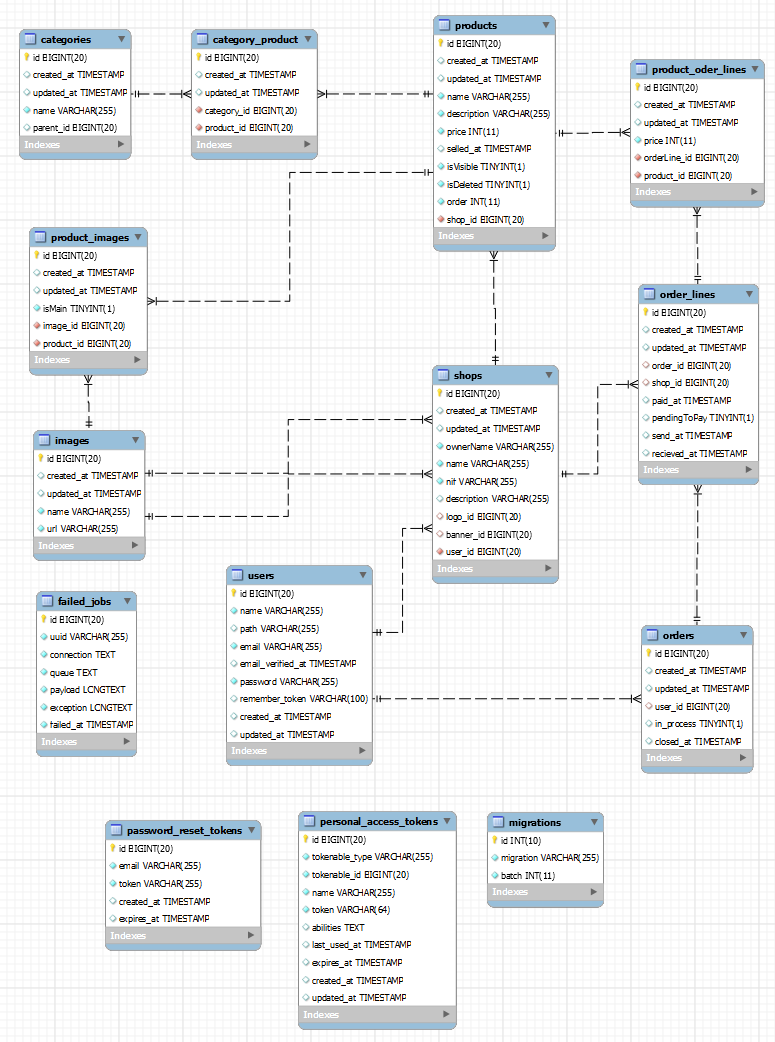 categories
id BIGINT(20)
created_at TIMESTAMP
updated_at TIMESTAMP
name VARCHAR(255)
parent_id BIGINT(20)
Indexes
category_product
id BIGINT(20)
created_at TIMESTAMP
updated_at TIMESTAMP
category_id BIGINT(20)
product_id BIGINT(20)
Indexes
products
id BIGINT(20)
created_at TIMESTAMP
updated_at TIMESTAMP
name VARCHAR(255)
description VARCHAR(255)
price INT(11)
selled_at TIMESTAMP
isVisible TINYINT(1)
isDeleted TINYINT(1)
order INT(11)
shop_id BIGINT(20)
Indexes
product_oder_lines
id BIGINT(20)
created_at TIMESTAMP
updated_at TIMESTAMP
price INT(11)
orderLine_id BIGINT(20)
product_id BIGINT(20)
Indexes
product_images
id BIGINT(20)
created_at TIMESTAMP
updated_at TIMESTAMP
isMain TINYINT(1)
image_id BIGINT(20)
product_id BIGINT(20)
Indexes
order_lines
id BIGINT(20)
created_at TIMESTAMP
updated_at TIMESTAMP
order_id BIGINT(20)
shop_id BIGINT(20)
paid_at TIMESTAMP
pendingToPay TINYINT(1)
send_at TIMESTAMP
recieved_at TIMESTAMP
Indexes
shops
id BIGINT(20)
created_at TIMESTAMP
updated_at TIMESTAMP
ownerName VARCHAR(255)
name VARCHAR(255)
nif VARCHAR(255)
description VARCHAR(255)
logo_id BIGINT(20)
banner_id BIGINT(20)
user_id BIGINT(20)
Indexes
images
id BIGINT(20)
created_at TIMESTAMP
updated_at TIMESTAMP
name VARCHAR(255)
url VARCHAR(255)
Indexes
users
id BIGINT(20)
name VARCHAR(255)
path VARCHAR(255)
email VARCHAR(255)
email_verified_at TIMESTAMP
password VARCHAR(255)
remember_token VARCHAR(100)
created_at TIMESTAMP
updated_at TIMESTAMP
Indexes
failed_jobs
id BIGINT(20)
uuid VARCHAR(255)
connection TEXT
queue TEXT
payload LONGTEXT
exception LONGTEXT
failed_at TIMESTAMP
Indexes
orders
id BIGINT(20)
created_at TIMESTAMP
updated_at TIMESTAMP
user_id BIGINT(20)
in_process TINYINT(1)
closed_at TIMESTAMP
Indexes
password_reset_tokens
id BIGINT(20)
email VARCHAR(255)
token VARCHAR(255)
created_at TIMESTAMP
expires_at TIMESTAMP
Indexes
personal_access_tokens
id BIGINT(20)
tokenable_type VARCHAR(255)
tokenable_id BIGINT(20)
name VARCHAR(255)
token VARCHAR(64)
abilities TEXT
last_used_at TIMESTAMP
expires_at TIMESTAMP
created_at TIMESTAMP
updated_at TIMESTAMP
Indexes
migrations
id INT(10)
migration VARCHAR(255)
batch INT(11)
Indexes